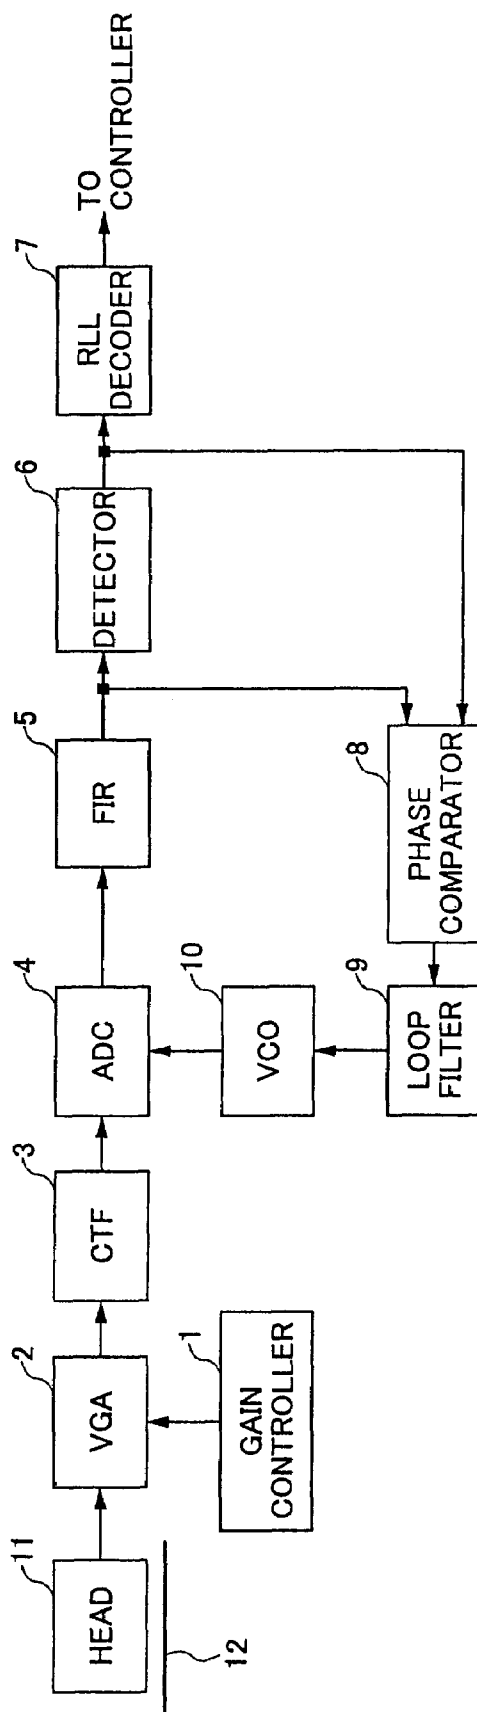 11
HEAD
12
2
VGA
1
GAIN
CONTROLLER
3
CTF
4
ADC
10
VCO
9
LOOP
FILTER
5
FIR
8
PHASE
COMPARATOR
6
DETECTOR
7
RLL
DECODER
TO
CONTROLLER